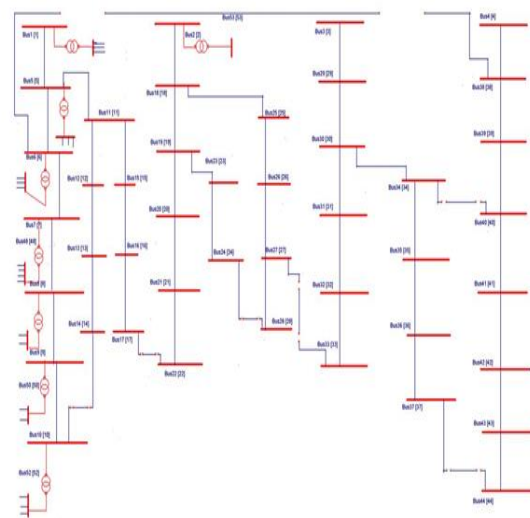 Bus53 [53]
Bus1 [1]
Bus2 [2]
Bus3 [3]
Bus4 [4]
Bus5 [5]
Bus29 [29]
Bus38 [38]
Bus18 [18]
Bus11 [11]
Bus25 [25]
Bus39 [39]
Bus30 [30]
Bus6 [6]
Bus19 [19]
Bus23 [23]
Bus12 [12]
Bus15 [15]
Bus26 [26]
Bus34 [34]
Bus20 [20]
Bus31 [31]
Bus40 [40]
Bus7 [7]
Bus13 [13]
Bus16 [16]
Bus24 [24]
Bus27 [27]
Bus35 [35]
Bus21 [21]
Bus32 [32]
Bus41 [41]
Bus8 [8]
Bus14 [14]
Bus17 [17]
Bus28 [28]
Bus36 [36]
Bus9 [9]
Bus22 [22]
Bus33 [33]
Bus42 [42]
Bus50 [50]
Bus37 [37]
Bus10 [10]
Bus43 [43]
Bus52 [52]
Bus44 [44]